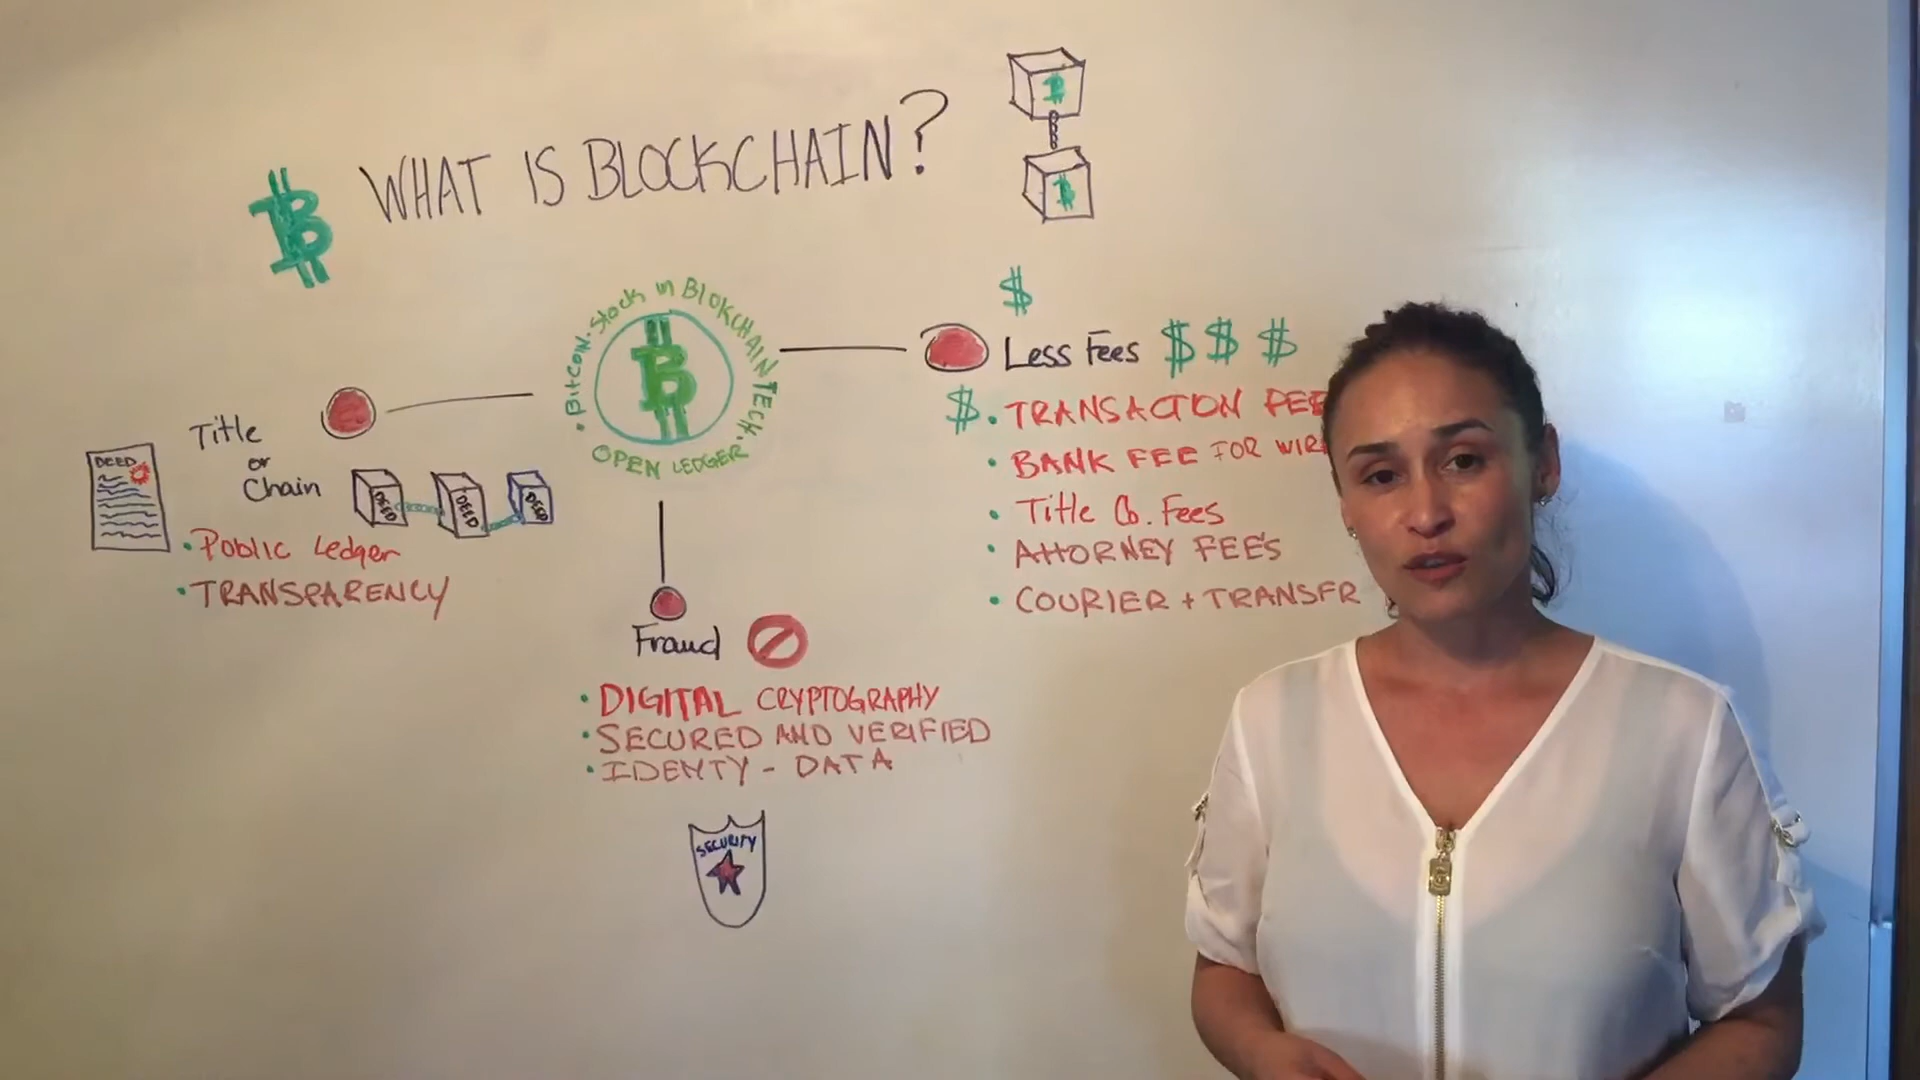 WHAT IS BLOCKCHAIN?
Bitcoin. Stock in BLOKCHAIN TECH.
OPEN LEDGER
Title
or
Chain
DEED
DEED
DEED
DEED
Public Ledger
TRANSPARENCY
Fraud
DIGITAL CRYPTOGRAPHY
SECURED AND VERIFIED
IDENTY - DATA
SECURITY
$
Less Fees $ $ $
$. TRANSACTION FEE
BANK FEE FOR WIR
Title Co. Fees
ATTORNEY FEES
COURIER + TRANSFR